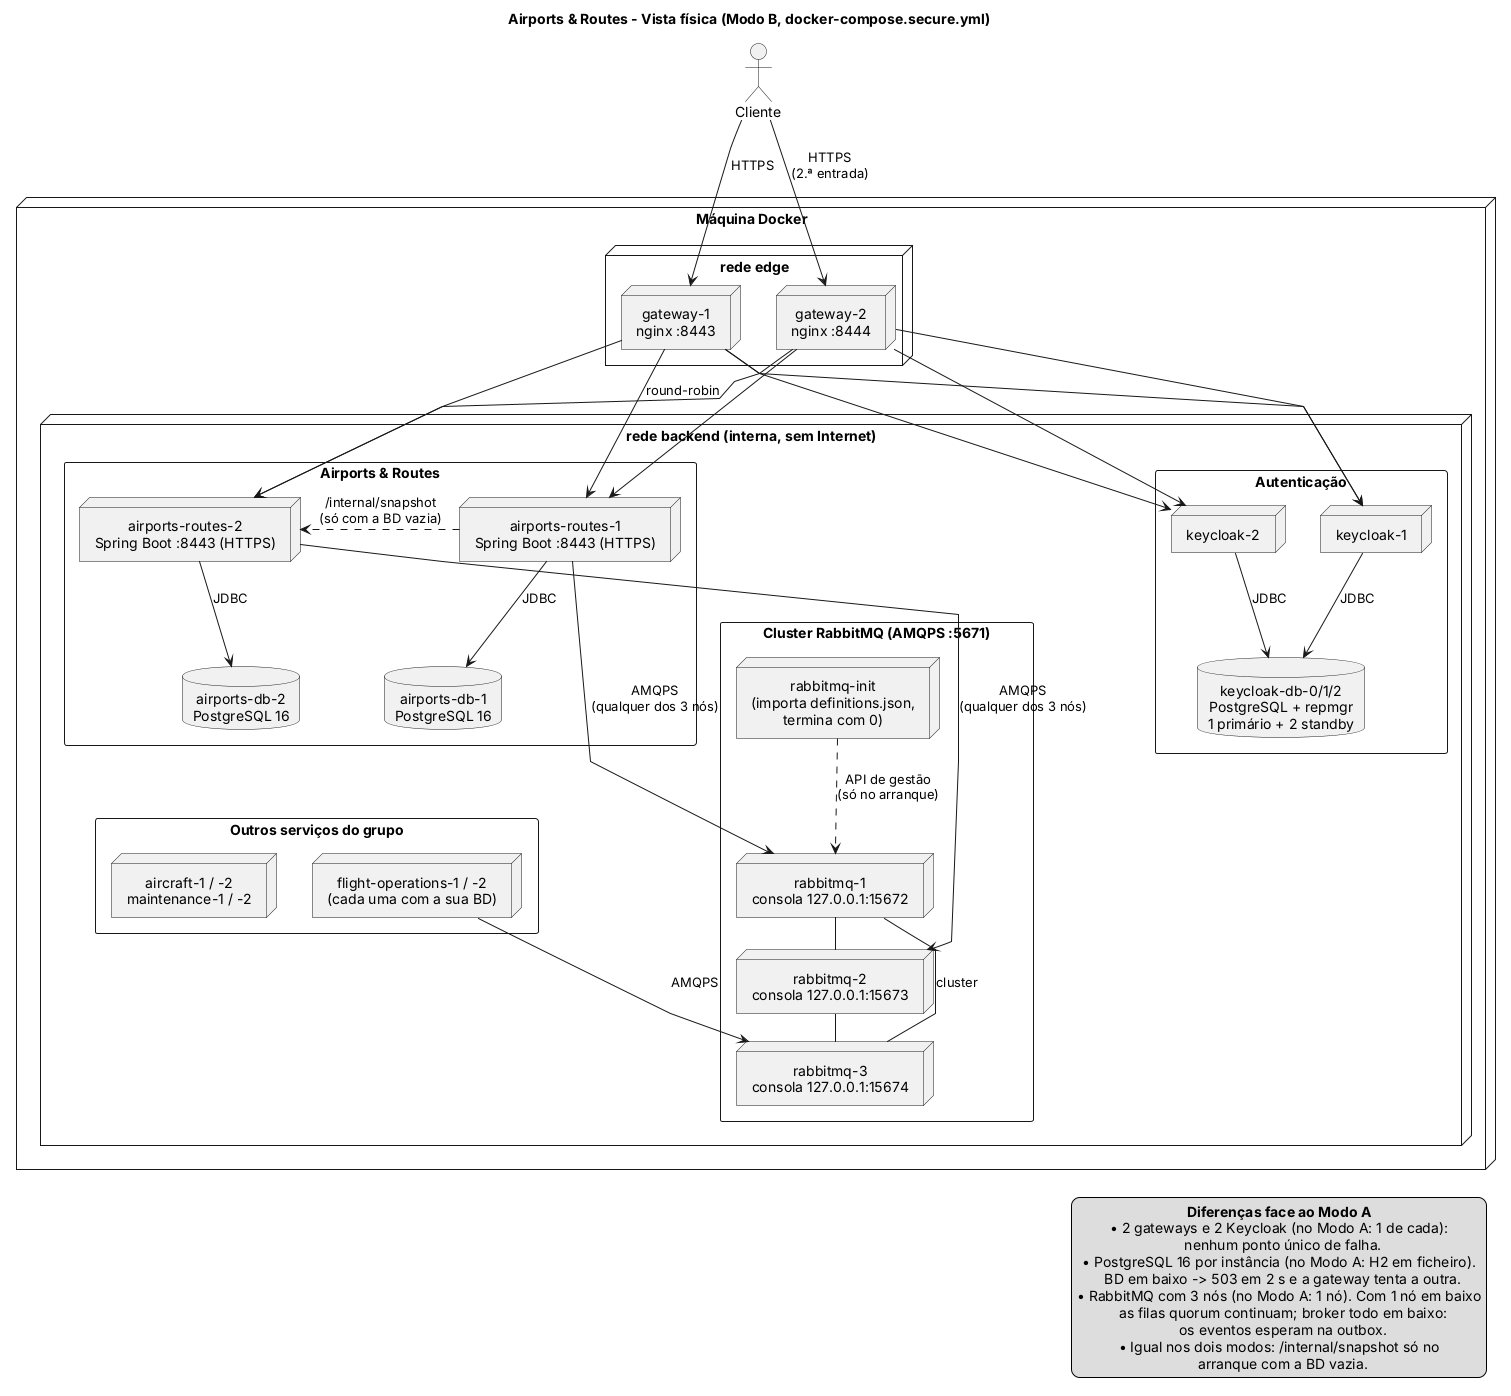 Airports & Routes - Vista física (Modo B, docker-compose.secure.yml)
Cliente
HTTPS
HTTPS
(2.ª entrada)
Máquina Docker
rede edge
gateway-1
nginx :8443
gateway-2
nginx :8444
round-robin
rede backend (interna, sem Internet)
Airports & Routes
airports-routes-2
Spring Boot :8443 (HTTPS)
/internal/snapshot
(só com a BD vazia)
airports-routes-1
Spring Boot :8443 (HTTPS)
JDBC
JDBC
airports-db-2
PostgreSQL 16
airports-db-1
PostgreSQL 16
Autenticação
keycloak-2
keycloak-1
JDBC
JDBC
keycloak-db-0/1/2
PostgreSQL + repmgr
1 primário + 2 standby
AMQPS
(qualquer dos 3 nós)
Cluster RabbitMQ (AMQPS :5671)
rabbitmq-init
(importa definitions.json,
termina com 0)
AMQPS
(qualquer dos 3 nós)
API de gestão
(só no arranque)
Outros serviços do grupo
aircraft-1 / -2
maintenance-1 / -2
flight-operations-1 / -2
(cada uma com a sua BD)
AMQPS
rabbitmq-1
consola 127.0.0.1:15672
rabbitmq-2
consola 127.0.0.1:15673
cluster
rabbitmq-3
consola 127.0.0.1:15674
Diferenças face ao Modo A
• 2 gateways e 2 Keycloak (no Modo A: 1 de cada):
nenhum ponto único de falha.
• PostgreSQL 16 por instância (no Modo A: H2 em ficheiro).
BD em baixo -> 503 em 2 s e a gateway tenta a outra.
• RabbitMQ com 3 nós (no Modo A: 1 nó). Com 1 nó em baixo
as filas quorum continuam; broker todo em baixo:
os eventos esperam na outbox.
• Igual nos dois modos: /internal/snapshot só no
arranque com a BD vazia.